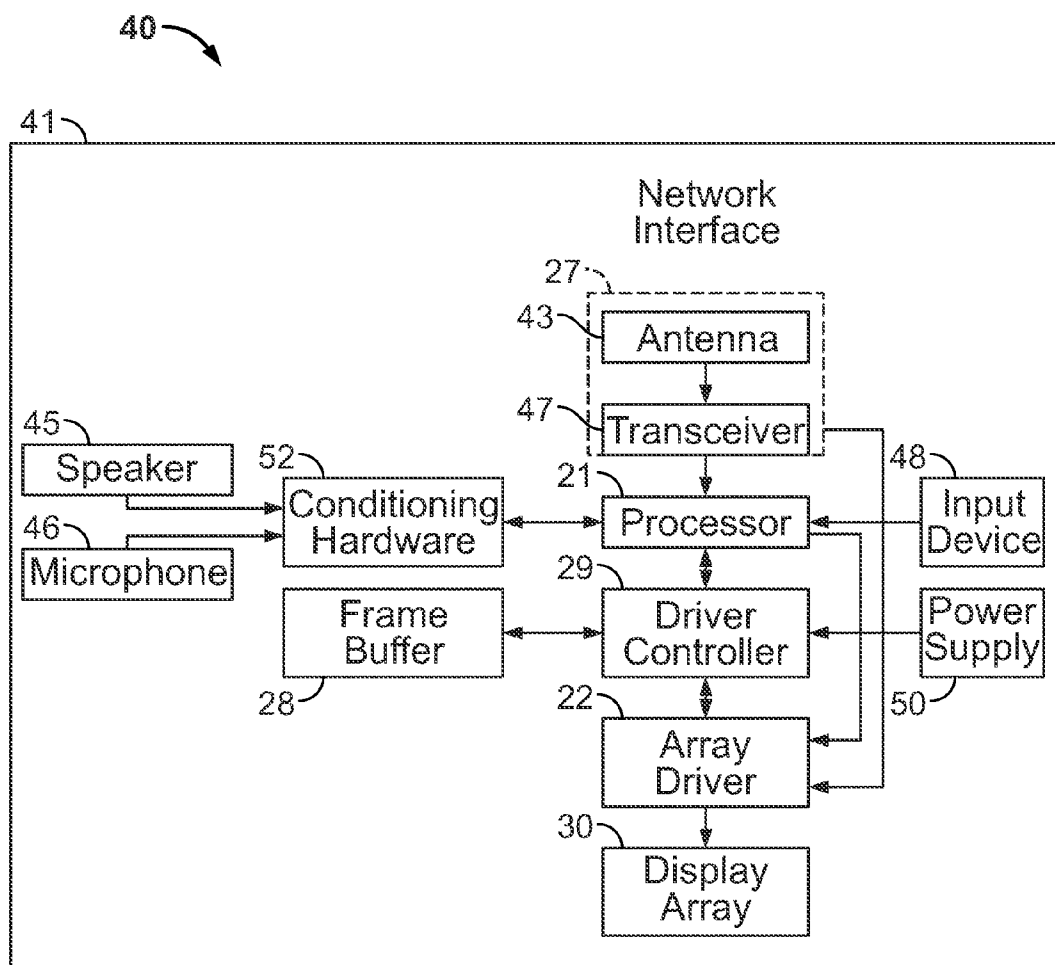 40
41
Network
Interface
27
43
Antenna
47
Transceiver
45
Speaker
52
Conditioning
Hardware
21
Processor
48
Input
Device
46
Microphone
29
Driver
Controller
Frame
Buffer
28
Power
Supply
50
22
Array
Driver
30
Display
Array